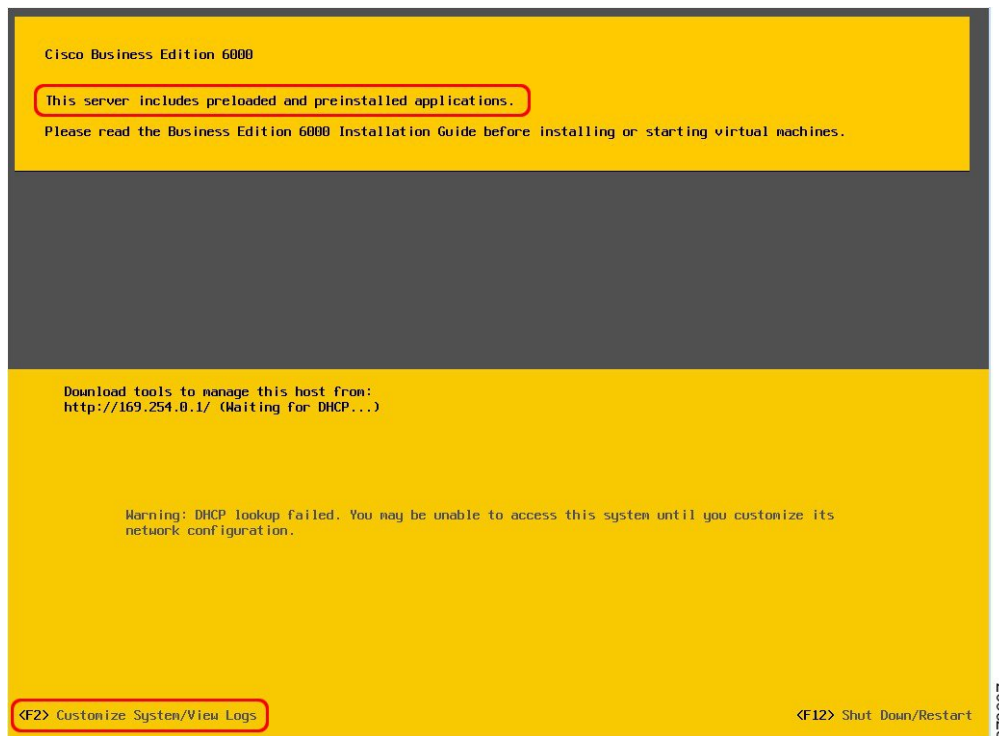 Cisco Business Edition 6000
This server includes preloaded and preinstalled applications.
Please read the Business Edition 6000 Installation Guide before installing or starting virtual machines.
Download tools to manage this host from:
http://169.254.0.1/ (Waiting for DHCP...)
Warning: DHCP lookup failed. You may be unable to access this system until you customize its
network configuration.
<F2> Customize System/View Logs
<F12> Shut Down/Restart